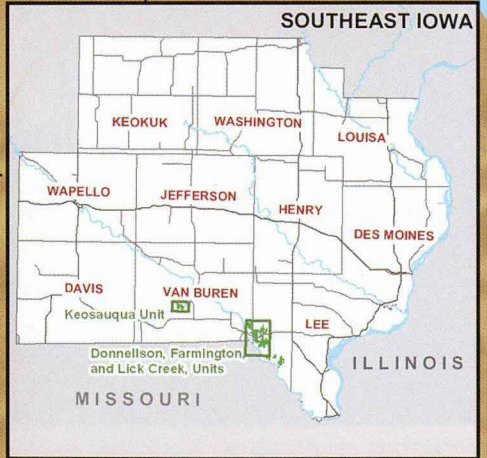 SOUTHEAST IOWA
KEOKUK
WASHINGTON
LOUISA
WAPELLO
JEFFERSON
HENRY
DES MOINES
DAVIS
VAN BUREN
Keosauqua Unit
LEE
Donnellson, Farmington,
and Lick Creek, Units
ILLINOIS
MISSOURI